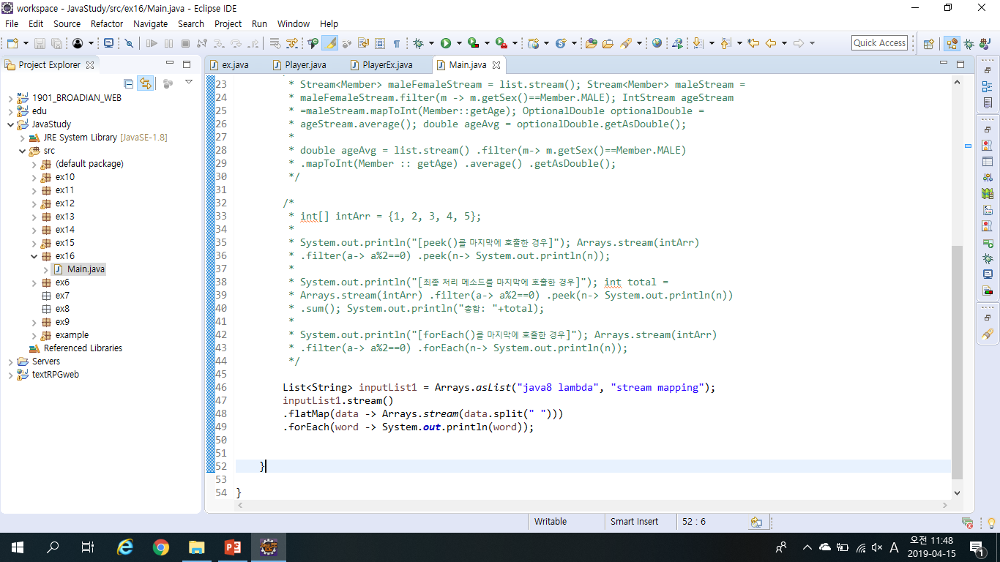 workspace - JavaStudy/src/ex16/Main.java - Eclipse IDE
File Edit Source Refactor Navigate Search Project Run Window Help
Quick Access
Project Explorer
1901_BROADIAN_WEB
edu
JavaStudy
JRE System Library [JavaSE-1.8]
src
(default package)
ex10
ex11
ex12
ex13
ex14
ex15
ex16
Main.java
ex6
ex7
ex8
ex9
example
Referenced Libraries
Servers
textRPGweb
ex.java Player.java PlayerEx.java Main.java
23 * Stream<Member> maleFemaleStream = list.stream(); Stream<Member> maleStream =
24 * maleFemaleStream.filter(m -> m.getSex()==Member.MALE); IntStream ageStream
25 * =maleStream.mapToInt(Member::getAge); OptionalDouble optionalDouble =
26 * ageStream.average(); double ageAvg = optionalDouble.getAsDouble();
27 *
28 * double ageAvg = list.stream() .filter(m-> m.getSex()==Member.MALE)
29 * .mapToInt(Member :: getAge) .average() .getAsDouble();
30 */
31
32 /*
33 * int[] intArr = {1, 2, 3, 4, 5};
34 *
35 * System.out.println("[peek()를 마지막에 호출한 경우]"); Arrays.stream(intArr)
36 * .filter(a-> a%2==0) .peek(n-> System.out.println(n));
37 *
38 * System.out.println("[최종 처리 메소드를 마지막에 호출한 경우]"); int total =
39 * Arrays.stream(intArr) .filter(a-> a%2==0) .peek(n-> System.out.println(n))
40 * .sum(); System.out.println("총합: "+total);
41 *
42 * System.out.println("[forEach()를 마지막에 호출한 경우]"); Arrays.stream(intArr)
43 * .filter(a-> a%2==0) .forEach(n-> System.out.println(n));
44 */
45
46 List<String> inputList1 = Arrays.asList("java8 lambda", "stream mapping");
47 inputList1.stream()
48 .flatMap(data -> Arrays.stream(data.split(" ")))
49 .forEach(word -> System.out.println(word));
50
51
52 }
53
54 }
Writable Smart Insert 52 : 6
A 오전 11:48
2019-04-15
1